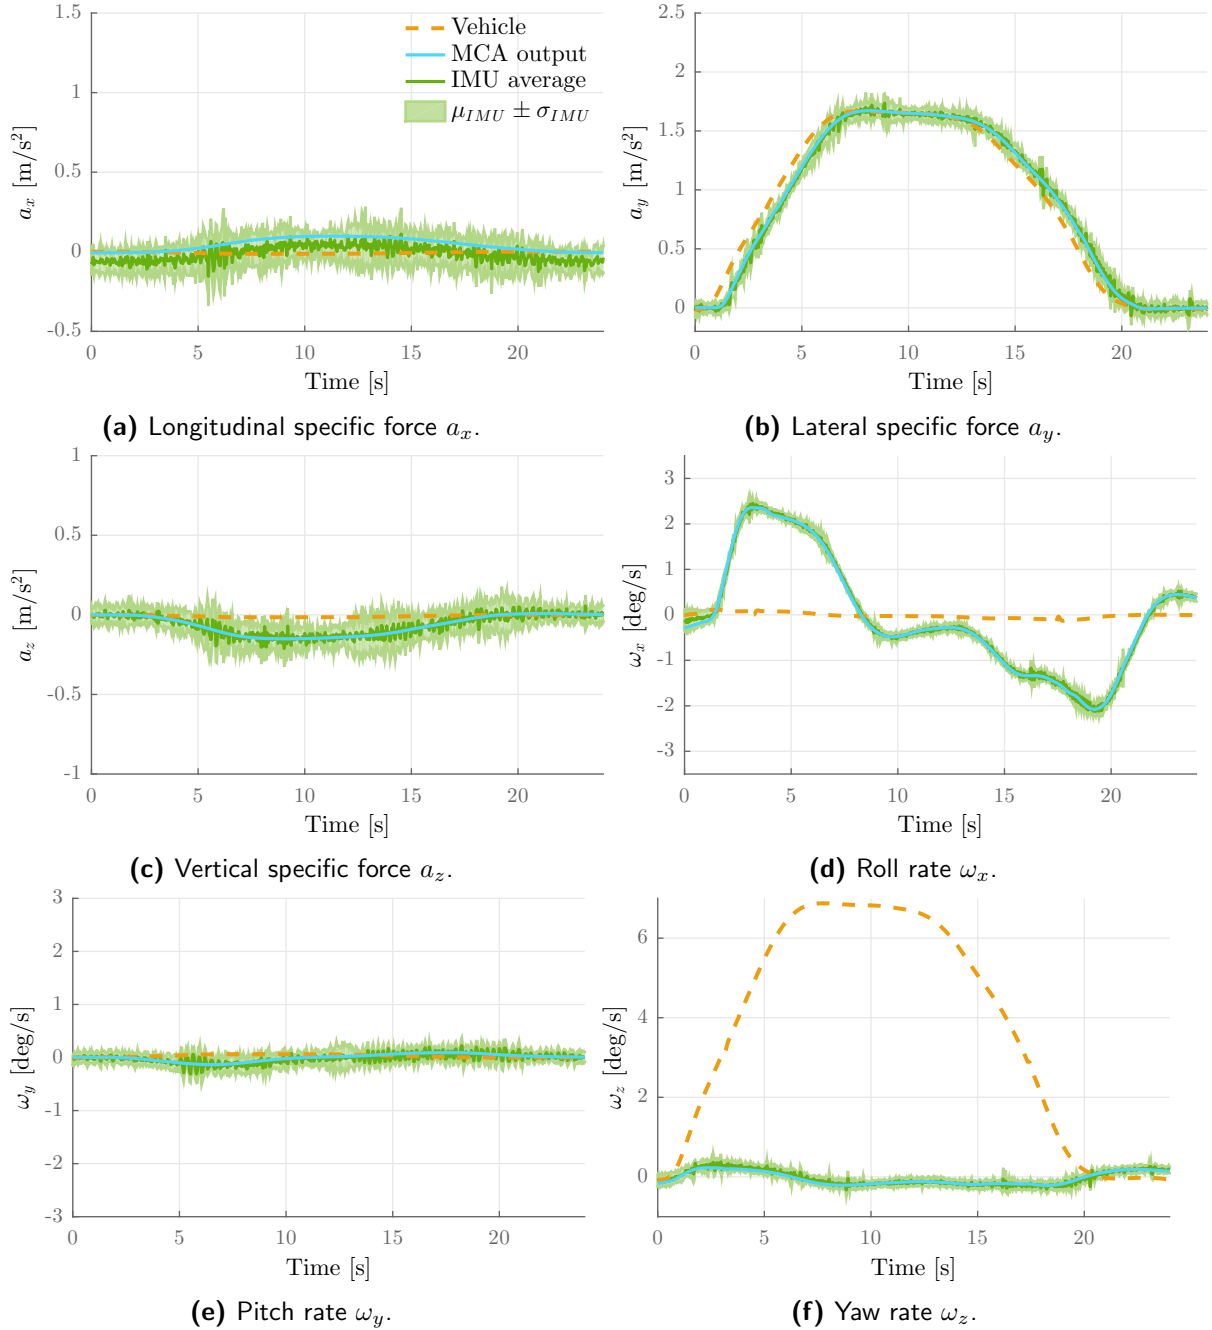 1.5
1
0.5
0
-0.5
a_x [m/s²]
Vehicle
MCA output
IMU average
μ_IMU ± σ_IMU
0 5 10 15 20
Time [s]
(a) Longitudinal specific force a_x.
2.5
2
1.5
1
0.5
0
a_y [m/s²]
0 5 10 15 20
Time [s]
(b) Lateral specific force a_y.
1
0.5
0
-0.5
-1
a_z [m/s²]
0 5 10 15 20
Time [s]
(c) Vertical specific force a_z.
3
2
1
0
-1
-2
-3
ω_x [deg/s]
0 5 10 15 20
Time [s]
(d) Roll rate ω_x.
3
2
1
0
-1
-2
-3
ω_y [deg/s]
0 5 10 15 20
Time [s]
(e) Pitch rate ω_y.
6
4
2
0
ω_z [deg/s]
0 5 10 15 20
Time [s]
(f) Yaw rate ω_z.